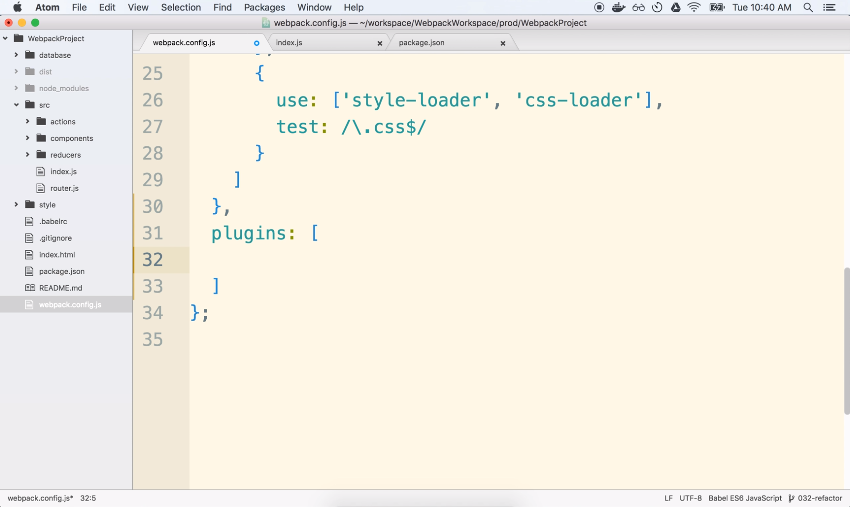 Atom File Edit View Selection Find Packages Window Help Tue 10:40 AM
webpack.config.js — ~/workspace/WebpackWorkspace/prod/WebpackProject
WebpackProject
database
dist
node_modules
src
actions
components
reducers
index.js
router.js
style
.babelrc
.gitignore
index.html
package.json
README.md
webpack.config.js
webpack.config.js index.js package.json
25 {
26 use: ['style-loader', 'css-loader'],
27 test: /\.css$/
28 }
29 ]
30 },
31 plugins: [
32
33 ]
34 };
35
webpack.config.js* 32:5 LF UTF-8 Babel ES6 JavaScript 032-refactor